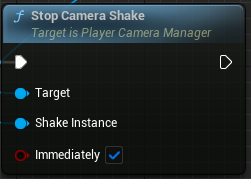 Stop Camera Shake
Target is Player Camera Manager
Target
Shake Instance
Immediately